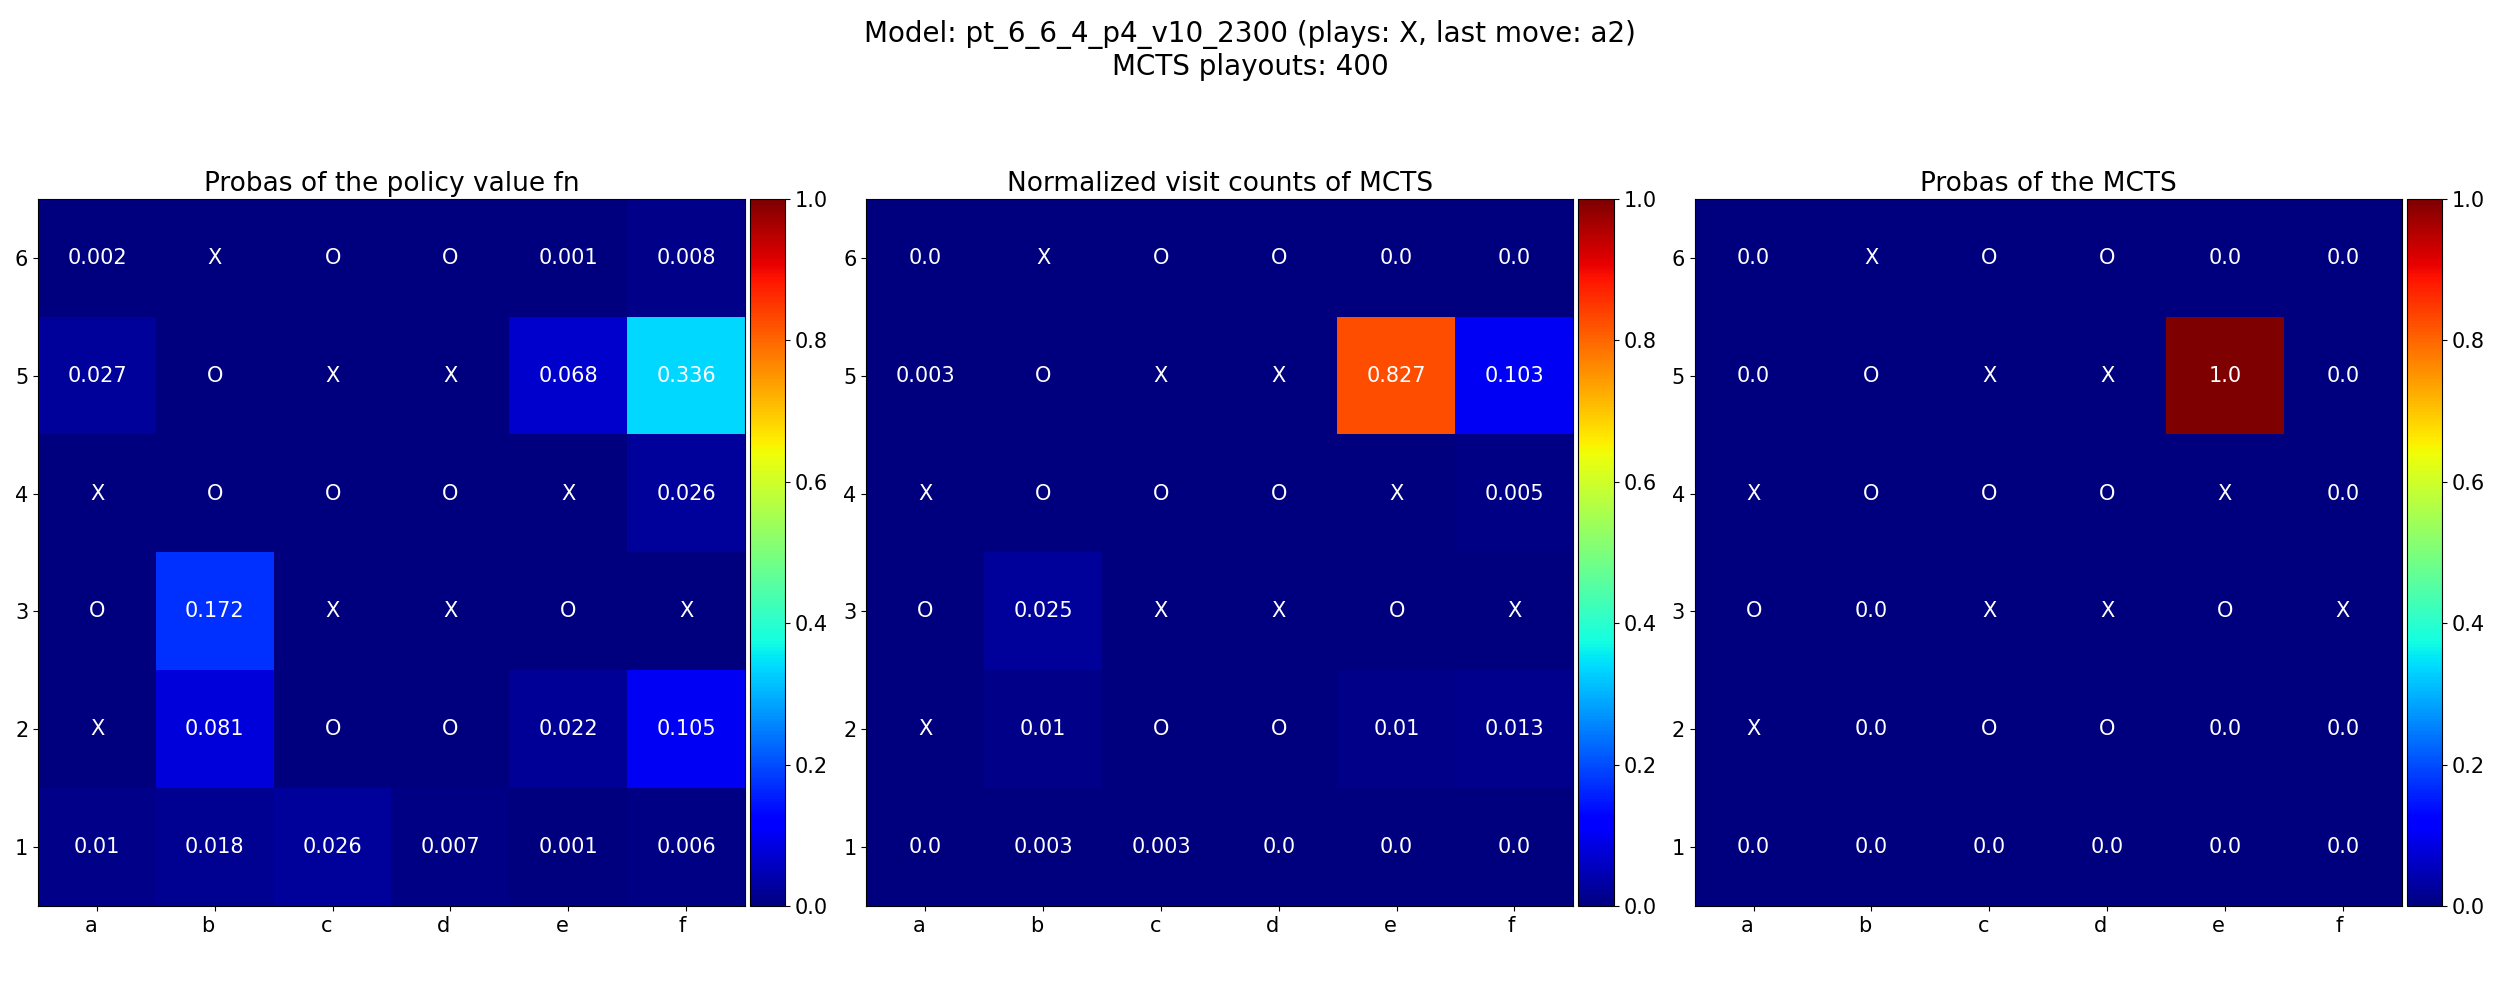 Model: pt_6_6_4_p4_v10_2300 (plays: X, last move: a2)
MCTS playouts: 400
Probas of the policy value fn
6 0.002 X O O 0.001 0.008
5 0.027 O X X 0.068 0.336
4 X O O O X 0.026
3 O 0.172 X X O X
2 X 0.081 O O 0.022 0.105
1 0.01 0.018 0.026 0.007 0.001 0.006
a b c d e f
1.0
0.8
0.6
0.4
0.2
0.0
Normalized visit counts of MCTS
6 0.0 X O O 0.0 0.0
5 0.003 O X X 0.827 0.103
4 X O O O X 0.005
3 O 0.025 X X O X
2 X 0.01 O O 0.01 0.013
1 0.0 0.003 0.003 0.0 0.0 0.0
a b c d e f
1.0
0.8
0.6
0.4
0.2
0.0
Probas of the MCTS
6 0.0 X O O 0.0 0.0
5 0.0 O X X 1.0 0.0
4 X O O O X 0.0
3 O 0.0 X X O X
2 X 0.0 O O 0.0 0.0
1 0.0 0.0 0.0 0.0 0.0 0.0
a b c d e f
1.0
0.8
0.6
0.4
0.2
0.0